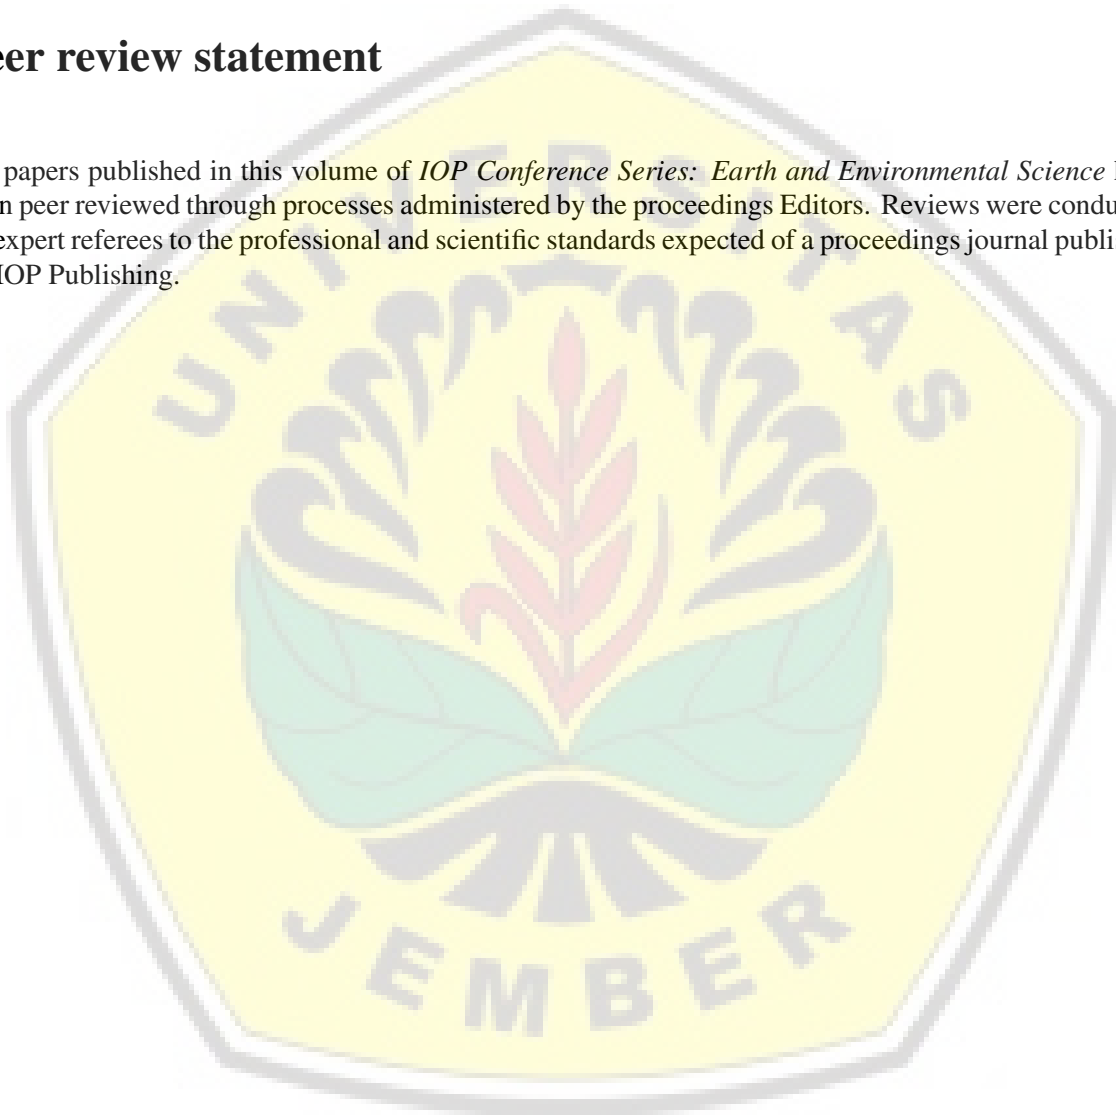 eer review statement
papers published in this volume of IOP Conference Series: Earth and Environmental Science
n peer reviewed through processes administered by the proceedings Editors. Reviews were condu
expert referees to the professional and scientific standards expected of a proceedings journal publi
IOP Publishing.
UNIVERSITAS
JEMBER